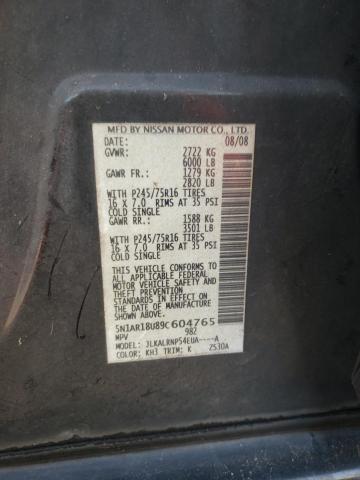 MFD BY NISSAN MOTOR CO., LTD.
DATE: 08/08
GVWR: 2722 KG
6000 LB
GAWR FR.: 1279 KG
2820 LB
WITH P245/75R16 TIRES
16 X 7.0 RIMS AT 35 PSI
COLD SINGLE
GAWR RR.: 1588 KG
3501 LB
WITH P245/75R16 TIRES
16 X 7.0 RIMS AT 35 PSI
COLD SINGLE
THIS VEHICLE CONFORMS TO
ALL APPLICABLE FEDERAL
MOTOR VEHICLE SAFETY AND
THEFT PREVENTION
STANDARDS IN EFFECT ON
THE DATE OF MANUFACTURE
SHOWN ABOVE.
5N1AR18U89C604765
MPV 982
MODEL: JLKALRNP54EUA----A
COLOR: KH3 TRIM: K ZS30A